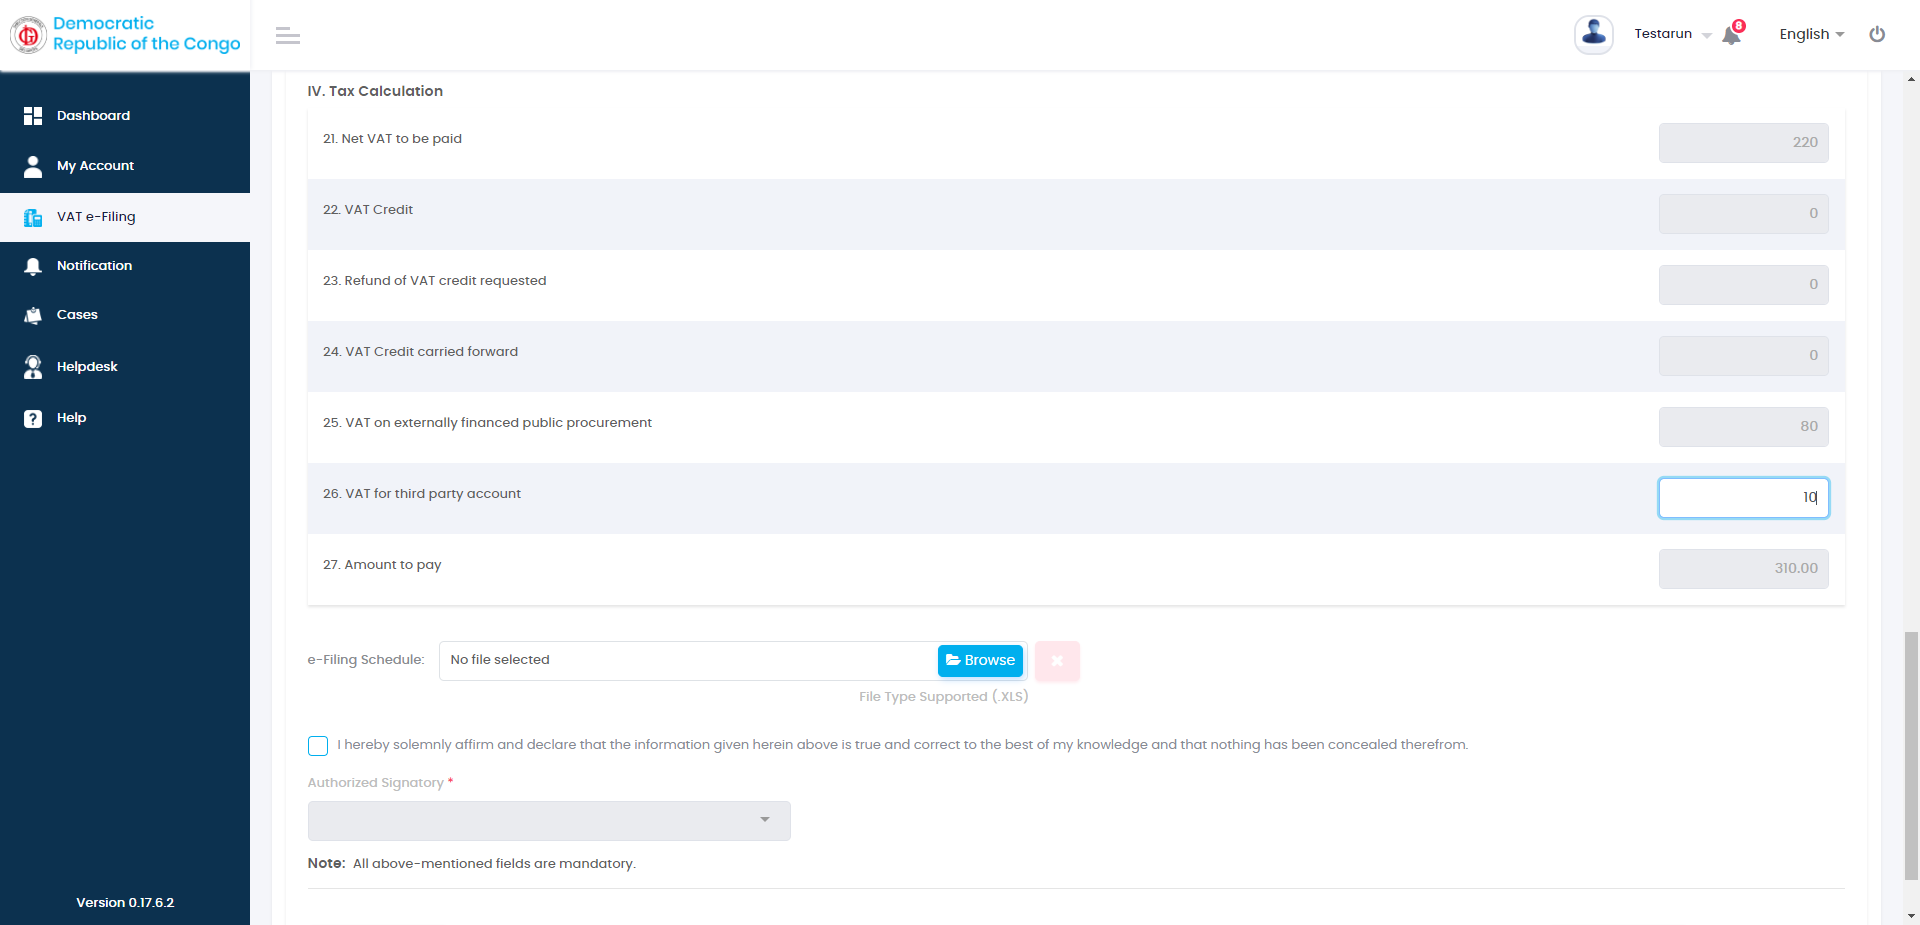 Democratic
Republic of the Congo
Testarun
8
English
Dashboard
My Account
VAT e-Filing
Notification
Cases
Helpdesk
Help
Version 0.17.6.2
IV. Tax Calculation
21. Net VAT to be paid 220
22. VAT Credit 0
23. Refund of VAT credit requested 0
24. VAT Credit carried forward 0
25. VAT on externally financed public procurement 80
26. VAT for third party account 10
27. Amount to pay 310.00
e-Filing Schedule: No file selected Browse
File Type Supported (.XLS)
I hereby solemnly affirm and declare that the information given herein above is true and correct to the best of my knowledge and that nothing has been concealed therefrom.
Authorized Signatory *
Note: All above-mentioned fields are mandatory.